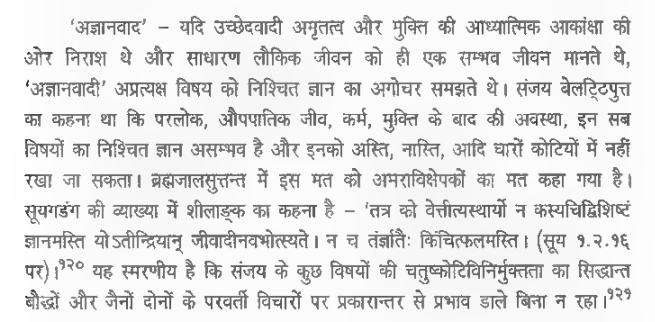 'अज्ञानवाद' – यदि उच्छेदवादी अमृतत्व और मुक्ति की आध्यात्मिक आकांक्षा की
ओर निराश थे और साधारण लौकिक जीवन को ही एक सम्भव जीवन मानते थे,
'अज्ञानवादी' अप्रत्यक्ष विषय को निश्चित ज्ञान का अगोचर समझते थे। संजय बेलट्ठिपुत्त
का कहना था कि परलोक, औपपातिक जीव, कर्म, मुक्ति के बाद की अवस्था, इन सब
विषयों का निश्चित ज्ञान असम्भव है और इनको अस्ति, नास्ति, आदि चारों कोटियों में नहीं
रखा जा सकता। ब्रह्मजालसुत्तन्त में इस मत को अमराविक्षेपकों का मत कहा गया है।
सूयगडंग की व्याख्या में शीलाङ्क का कहना है – 'तत्र को वेत्तीत्यस्यार्थो न कस्यचिद्विशिष्टं
ज्ञानमस्ति योऽतीन्द्रियान् जीवादीनवभोत्स्यते। न च तंर्ज्ञातैः किंचित्फलमस्ति। (सूय १.२.१६
पर)।१२० यह स्मरणीय है कि संजय के कुछ विषयों की चतुष्कोटिविनिर्मुक्तता का सिद्धान्त
बौद्धों और जैनों दोनों के परवर्ती विचारों पर प्रकारान्तर से प्रभाव डाले बिना न रहा।१२१